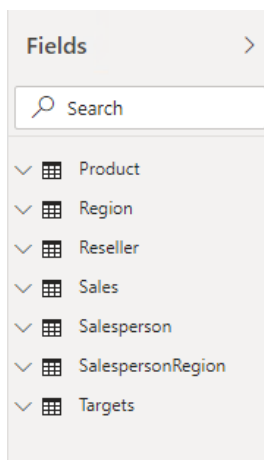 Fields
Search
Product
Region
Reseller
Sales
Salesperson
SalespersonRegion
Targets